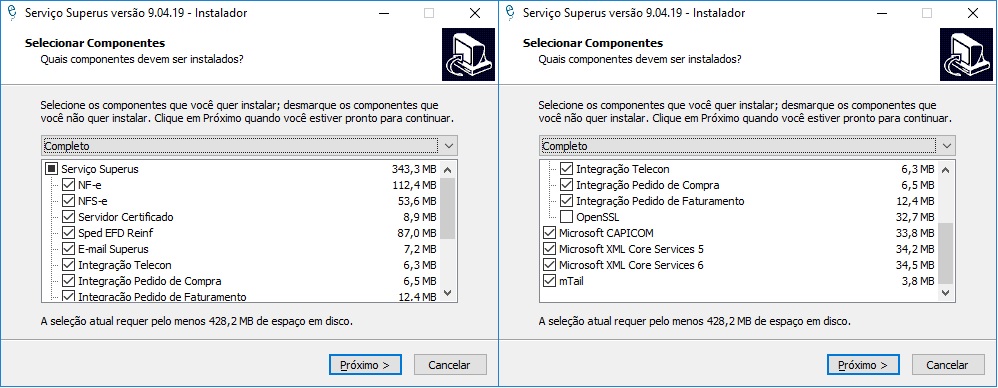 Serviço Superus versão 9.04.19 - Instalador
Selecionar Componentes
Quais componentes devem ser instalados?
Selecione os componentes que você quer instalar; desmarque os componentes que
você não quer instalar. Clique em Próximo quando você estiver pronto para continuar.
Completo
Serviço Superus 343,3 MB
NF-e 112,4 MB
NFS-e 53,6 MB
Servidor Certificado 8,9 MB
Sped EFD Reinf 87,0 MB
E-mail Superus 7,2 MB
Integração Telecon 6,3 MB
Integração Pedido de Compra 6,5 MB
Integração Pedido de Faturamento 12,4 MB
A seleção atual requer pelo menos 428,2 MB de espaço em disco.
Próximo > Cancelar
Serviço Superus versão 9.04.19 - Instalador
Selecionar Componentes
Quais componentes devem ser instalados?
Selecione os componentes que você quer instalar; desmarque os componentes que
você não quer instalar. Clique em Próximo quando você estiver pronto para continuar.
Completo
Integração Telecon 6,3 MB
Integração Pedido de Compra 6,5 MB
Integração Pedido de Faturamento 12,4 MB
OpenSSL 32,7 MB
Microsoft CAPICOM 33,8 MB
Microsoft XML Core Services 5 34,2 MB
Microsoft XML Core Services 6 34,5 MB
mTail 3,8 MB
A seleção atual requer pelo menos 428,2 MB de espaço em disco.
Próximo > Cancelar